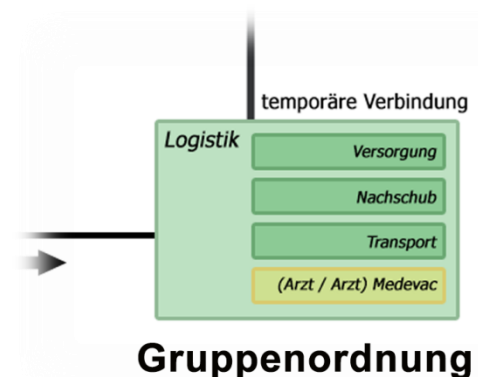 temporäre Verbindung
Logistik
Versorgung
Nachschub
Transport
(Arzt / Arzt) Medevac
Gruppenordnung